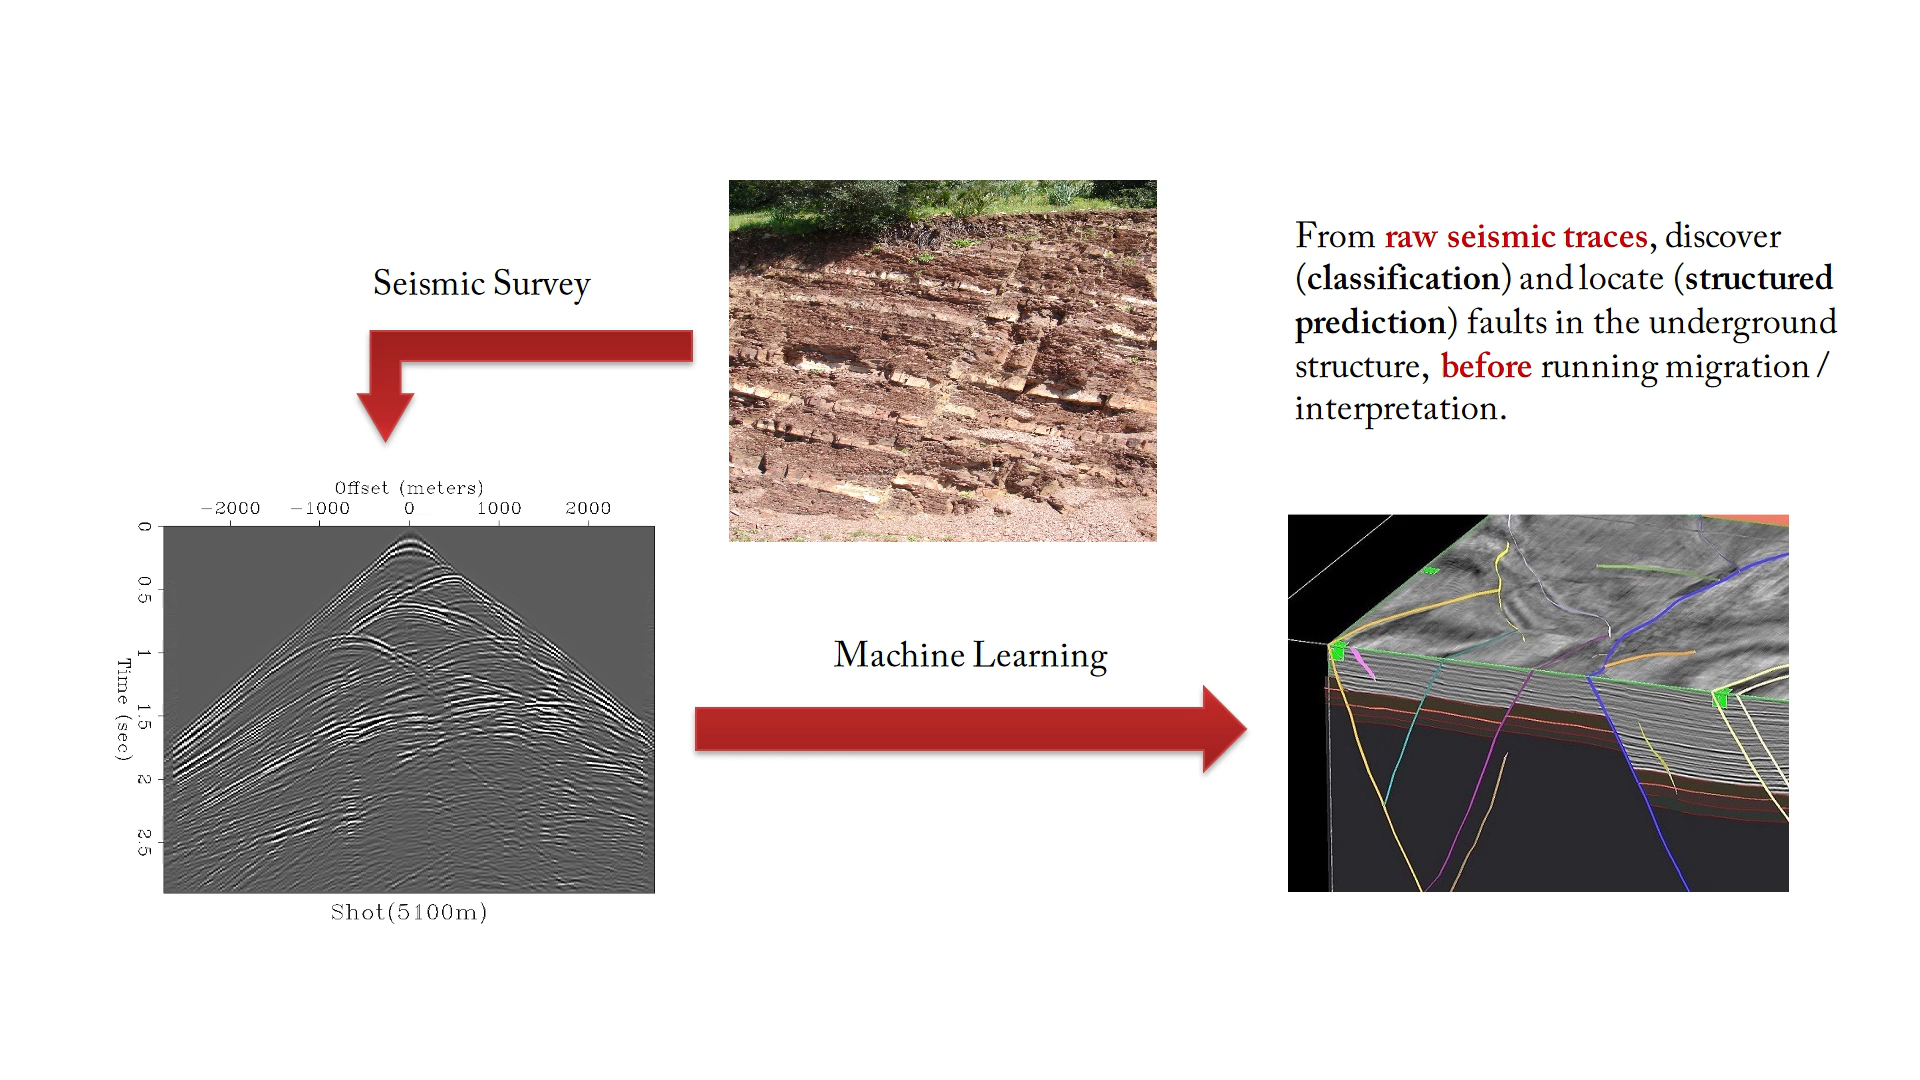 Seismic Survey
From raw seismic traces, discover
(classification) and locate (structured
prediction) faults in the underground
structure, before running migration /
interpretation.
Offset (meters)
−2000 −1000 0 1000 2000
0
0.5
1
1.5
2
2.5
Time (sec)
Shot(5100m)
Machine Learning